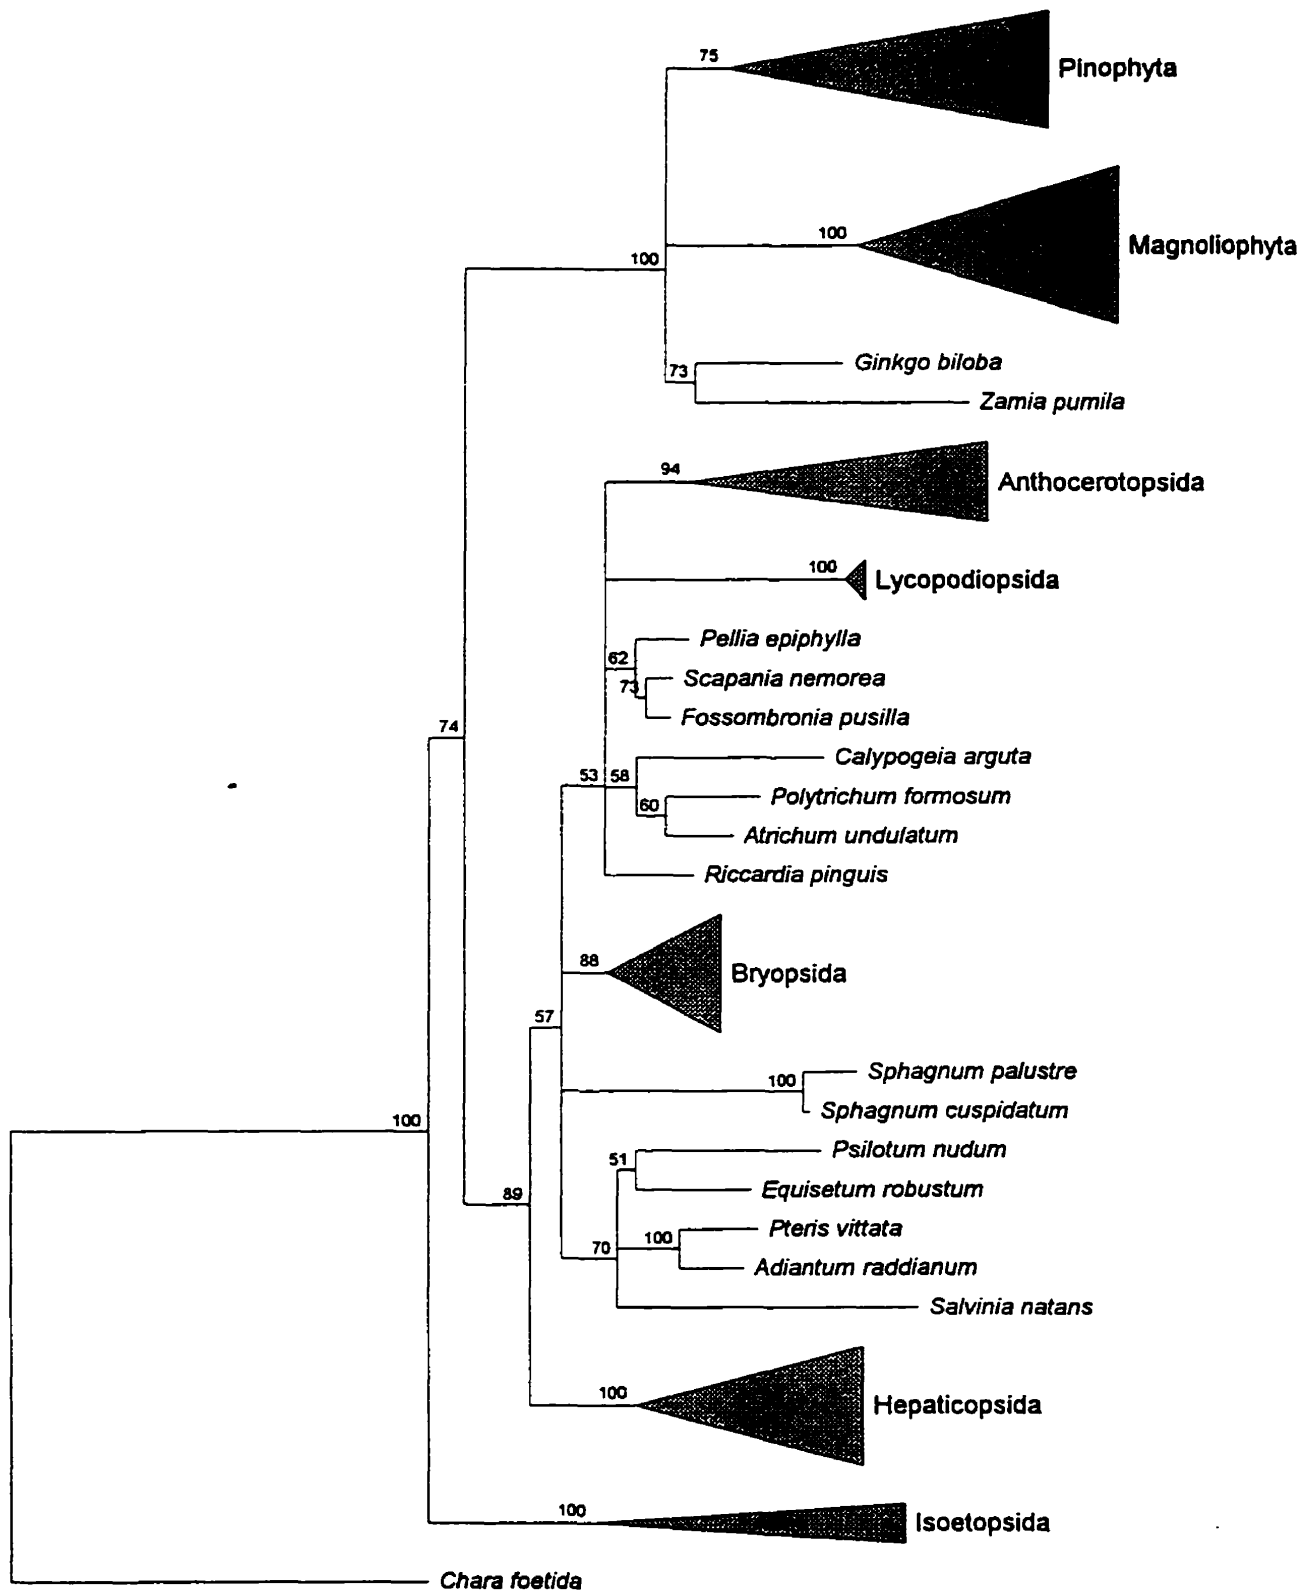 75
Pinophyta
100
Magnoliophyta
100
Ginkgo biloba
73
Zamia pumila
94
Anthocerotopsida
100
Lycopodiopsida
Pellia epiphylla
62
Scapania nemorea
73
Fossombronia pusilla
74
Calypogeia arguta
53 58
Polytrichum formosum
60
Atrichum undulatum
Riccardia pinguis
88
Bryopsida
57
Sphagnum palustre
100
Sphagnum cuspidatum
100
Psilotum nudum
51
Equisetum robustum
89
Pteris vittata
100
70
Adiantum raddianum
Salvinia natans
100
Hepaticopsida
100
Isoetopsida
Chara foetida